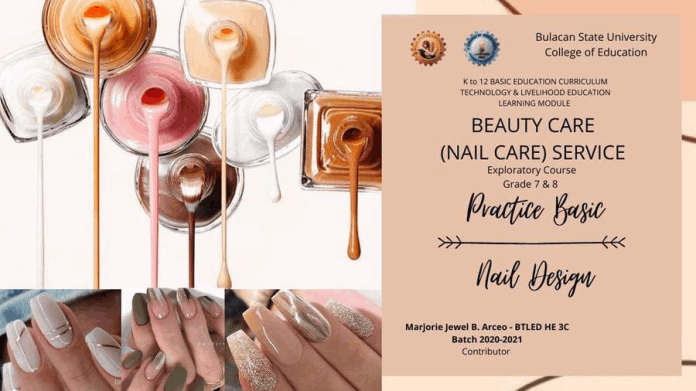 Bulacan State University
College of Education
K to 12 BASIC EDUCATION CURRICULUM
TECHNOLOGY & LIVELIHOOD EDUCATION
LEARNING MODULE
BEAUTY CARE
(NAIL CARE) SERVICE
Exploratory Course
Grade 7 & 8
Practice Basic
Nail Design
Marjorie Jewel B. Arceo - BTLED HE 3C
Batch 2020-2021
Contributor